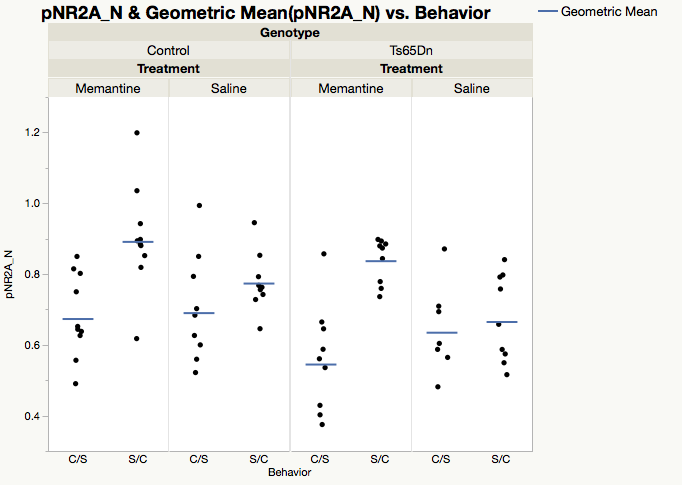 pNR2A_N & Geometric Mean(pNR2A_N) vs. Behavior
Geometric Mean
Genotype
Control Ts65Dn
Treatment Treatment
Memantine Saline Memantine Saline
pNR2A_N
1.2
1.0
0.8
0.6
0.4
C/S S/C C/S S/C C/S S/C C/S S/C
Behavior